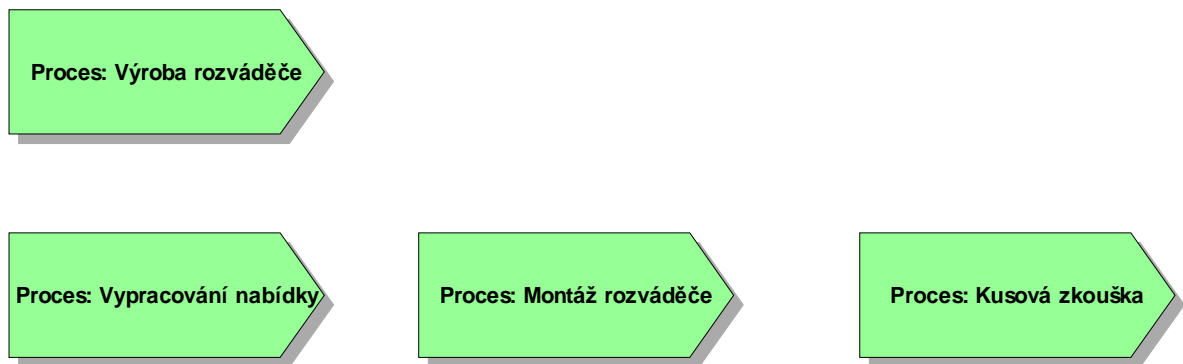 Proces: Výroba rozváděče
Proces: Vypracování nabídky
Proces: Montáž rozváděče
Proces: Kusová zkouška